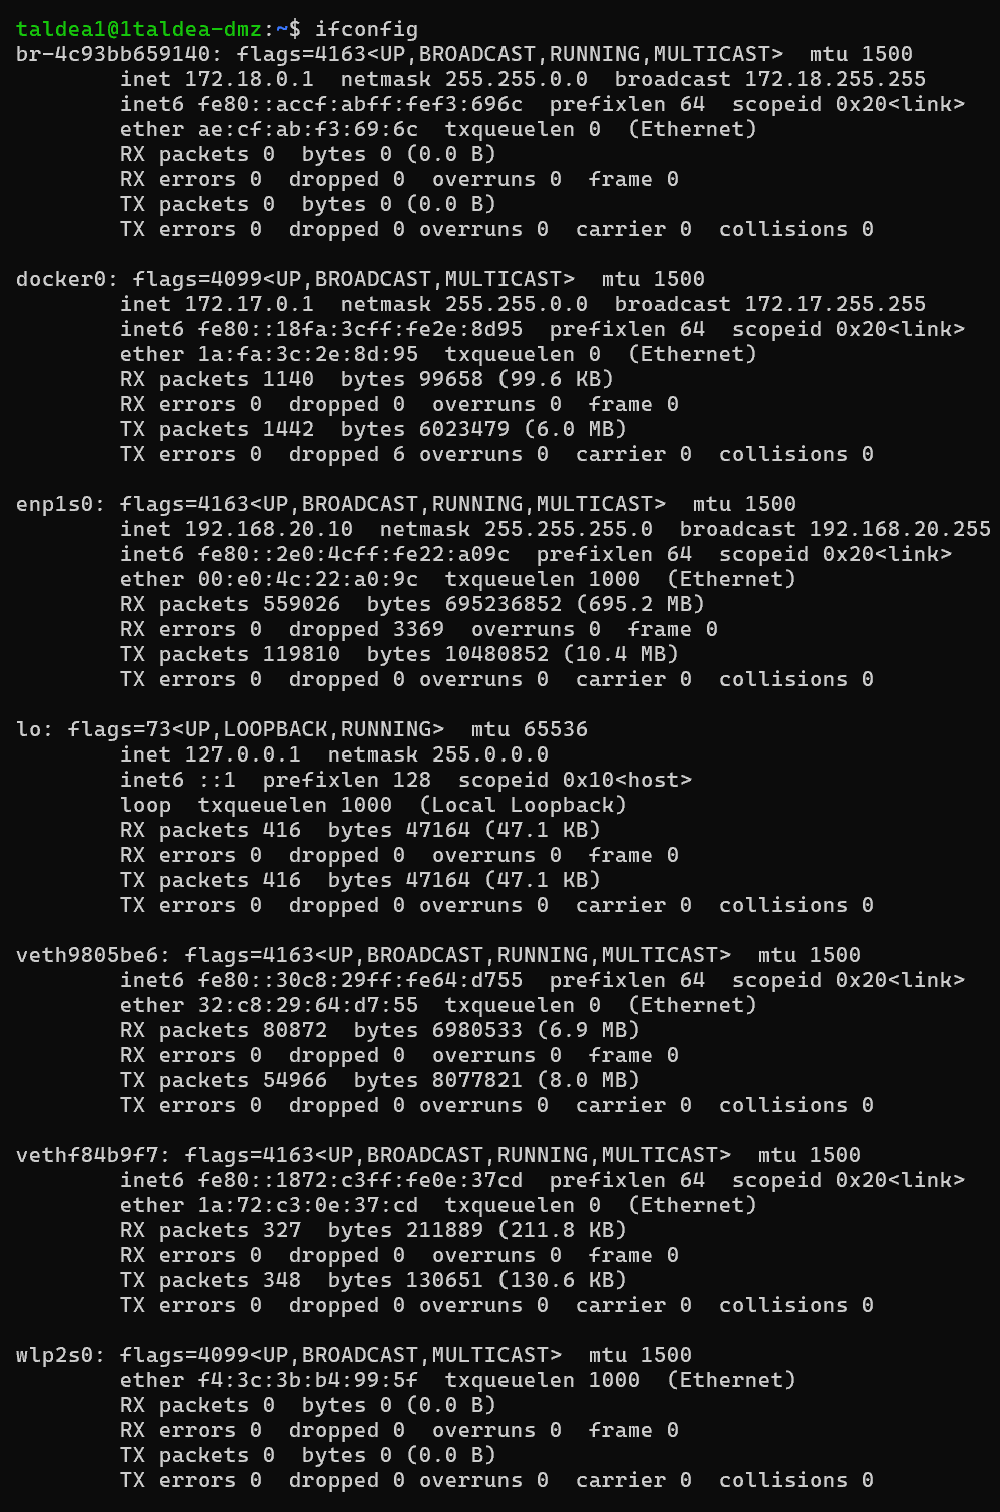 taldea1@1taldea-dmz:~$ ifconfig
br-4c93bb659140: flags=4163<UP,BROADCAST,RUNNING,MULTICAST>  mtu 1500
        inet 172.18.0.1  netmask 255.255.0.0  broadcast 172.18.255.255
        inet6 fe80::accf:abff:fef3:696c  prefixlen 64  scopeid 0x20<link>
        ether ae:cf:ab:f3:69:6c  txqueuelen 0  (Ethernet)
        RX packets 0  bytes 0 (0.0 B)
        RX errors 0  dropped 0  overruns 0  frame 0
        TX packets 0  bytes 0 (0.0 B)
        TX errors 0  dropped 0 overruns 0  carrier 0  collisions 0

docker0: flags=4099<UP,BROADCAST,MULTICAST>  mtu 1500
        inet 172.17.0.1  netmask 255.255.0.0  broadcast 172.17.255.255
        inet6 fe80::18fa:3cff:fe2e:8d95  prefixlen 64  scopeid 0x20<link>
        ether 1a:fa:3c:2e:8d:95  txqueuelen 0  (Ethernet)
        RX packets 1140  bytes 99658 (99.6 KB)
        RX errors 0  dropped 0  overruns 0  frame 0
        TX packets 1442  bytes 6023479 (6.0 MB)
        TX errors 0  dropped 6 overruns 0  carrier 0  collisions 0

enp1s0: flags=4163<UP,BROADCAST,RUNNING,MULTICAST>  mtu 1500
        inet 192.168.20.10  netmask 255.255.255.0  broadcast 192.168.20.255
        inet6 fe80::2e0:4cff:fe22:a09c  prefixlen 64  scopeid 0x20<link>
        ether 00:e0:4c:22:a0:9c  txqueuelen 1000  (Ethernet)
        RX packets 559026  bytes 695236852 (695.2 MB)
        RX errors 0  dropped 3369  overruns 0  frame 0
        TX packets 119810  bytes 10480852 (10.4 MB)
        TX errors 0  dropped 0 overruns 0  carrier 0  collisions 0

lo: flags=73<UP,LOOPBACK,RUNNING>  mtu 65536
        inet 127.0.0.1  netmask 255.0.0.0
        inet6 ::1  prefixlen 128  scopeid 0x10<host>
        loop  txqueuelen 1000  (Local Loopback)
        RX packets 416  bytes 47164 (47.1 KB)
        RX errors 0  dropped 0  overruns 0  frame 0
        TX packets 416  bytes 47164 (47.1 KB)
        TX errors 0  dropped 0 overruns 0  carrier 0  collisions 0

veth9805be6: flags=4163<UP,BROADCAST,RUNNING,MULTICAST>  mtu 1500
        inet6 fe80::30c8:29ff:fe64:d755  prefixlen 64  scopeid 0x20<link>
        ether 32:c8:29:64:d7:55  txqueuelen 0  (Ethernet)
        RX packets 80872  bytes 6980533 (6.9 MB)
        RX errors 0  dropped 0  overruns 0  frame 0
        TX packets 54966  bytes 8077821 (8.0 MB)
        TX errors 0  dropped 0 overruns 0  carrier 0  collisions 0

vethf84b9f7: flags=4163<UP,BROADCAST,RUNNING,MULTICAST>  mtu 1500
        inet6 fe80::1872:c3ff:fe0e:37cd  prefixlen 64  scopeid 0x20<link>
        ether 1a:72:c3:0e:37:cd  txqueuelen 0  (Ethernet)
        RX packets 327  bytes 211889 (211.8 KB)
        RX errors 0  dropped 0  overruns 0  frame 0
        TX packets 348  bytes 130651 (130.6 KB)
        TX errors 0  dropped 0 overruns 0  carrier 0  collisions 0

wlp2s0: flags=4099<UP,BROADCAST,MULTICAST>  mtu 1500
        ether f4:3c:3b:b4:99:5f  txqueuelen 1000  (Ethernet)
        RX packets 0  bytes 0 (0.0 B)
        RX errors 0  dropped 0  overruns 0  frame 0
        TX packets 0  bytes 0 (0.0 B)
        TX errors 0  dropped 0 overruns 0  carrier 0  collisions 0